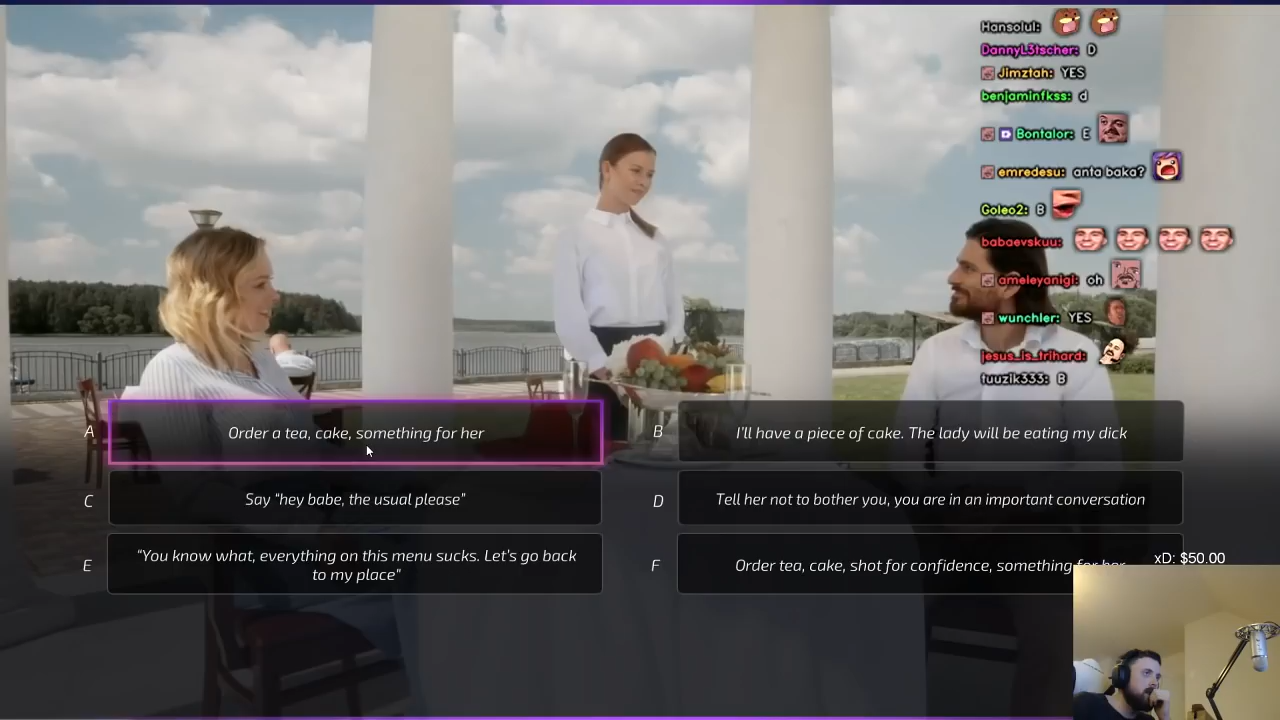 Hansolul:
DannyL3tscher: D
Jimztah: YES
benjaminfkss: d
Bontalor: E
emredesu: anta baka?
Goleo2: B
babaevskuu:
ameleyanigi: oh
wunchler: YES
jesus_is_trihard:
tuuzik333: B
A Order a tea, cake, something for her
B I'll have a piece of cake. The lady will be eating my dick
C Say "hey babe, the usual please"
D Tell her not to bother you, you are in an important conversation
E "You know what, everything on this menu sucks. Let's go back
to my place"
F Order tea, cake, shot for confidence, something for her
xD: $50.00